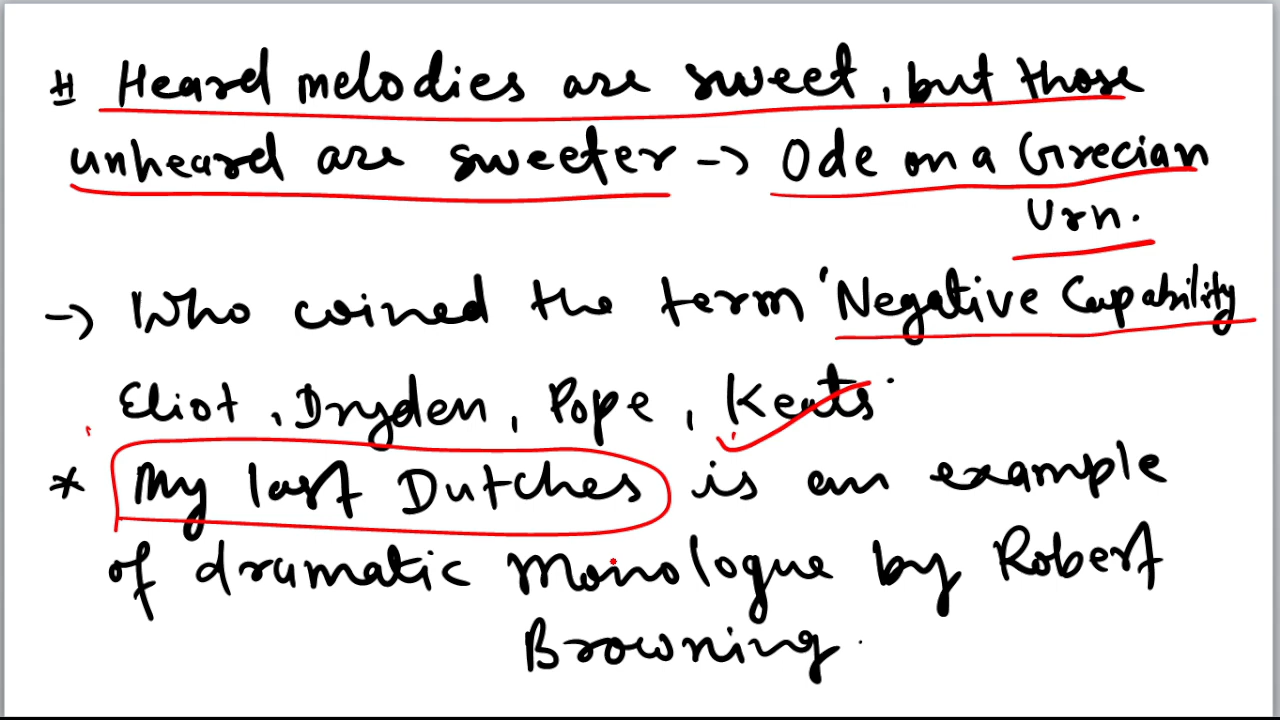 # Heard melodies are sweet, but those
unheard are sweeter -> Ode on a Grecian
Urn.
-> Who coined the term 'Negative Capability
Eliot, Dryden, Pope, Keats.
* My last Dutches is an example
of dramatic Monologue by Robert
Browning.